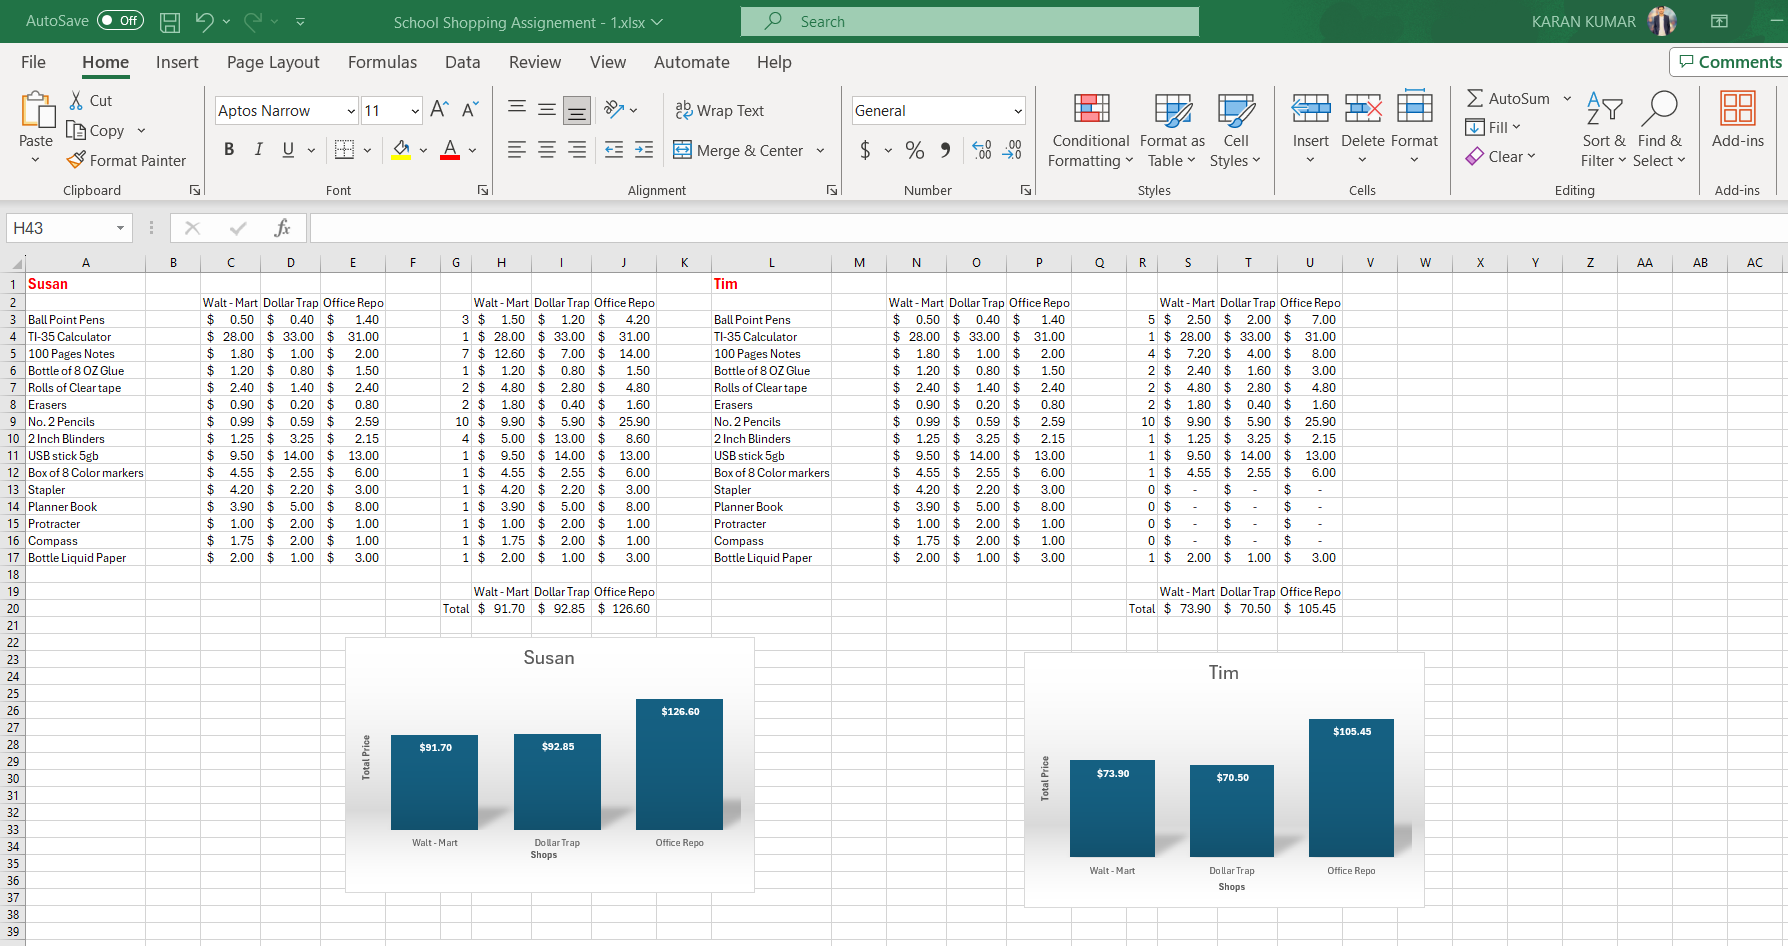 AutoSave Off School Shopping Assignement - 1.xlsx Search KARAN KUMAR
File Home Insert Page Layout Formulas Data Review View Automate Help Comments
Paste
Cut
Copy
Format Painter
Clipboard
Aptos Narrow 11 A A
B I U A
Font
ab Wrap Text
Merge & Center
Alignment
General
$ % , .00 .00
Number
Conditional Formatting
Format as Table
Cell Styles
Styles
Insert Delete Format
Cells
AutoSum
Fill
Clear
Sort & Filter
Find & Select
Editing
Add-ins
Add-ins
H43 fx
A B C D E F G H I J K L M N O P Q R S T U V W X Y Z AA AB AC
1 Susan Tim
2 Walt - Mart Dollar Trap Office Repo Walt - Mart Dollar Trap Office Repo Walt - Mart Dollar Trap Office Repo Walt - Mart Dollar Trap Office Repo
3 Ball Point Pens $ 0.50 $ 0.40 $ 1.40 3 $ 1.50 $ 1.20 $ 4.20 Ball Point Pens $ 0.50 $ 0.40 $ 1.40 5 $ 2.50 $ 2.00 $ 7.00
4 TI-35 Calculator $ 28.00 $ 33.00 $ 31.00 1 $ 28.00 $ 33.00 $ 31.00 TI-35 Calculator $ 28.00 $ 33.00 $ 31.00 1 $ 28.00 $ 33.00 $ 31.00
5 100 Pages Notes $ 1.80 $ 1.00 $ 2.00 7 $ 12.60 $ 7.00 $ 14.00 100 Pages Notes $ 1.80 $ 1.00 $ 2.00 4 $ 7.20 $ 4.00 $ 8.00
6 Bottle of 8 OZ Glue $ 1.20 $ 0.80 $ 1.50 1 $ 1.20 $ 0.80 $ 1.50 Bottle of 8 OZ Glue $ 1.20 $ 0.80 $ 1.50 2 $ 2.40 $ 1.60 $ 3.00
7 Rolls of Clear tape $ 2.40 $ 1.40 $ 2.40 2 $ 4.80 $ 2.80 $ 4.80 Rolls of Clear tape $ 2.40 $ 1.40 $ 2.40 2 $ 4.80 $ 2.80 $ 4.80
8 Erasers $ 0.90 $ 0.20 $ 0.80 2 $ 1.80 $ 0.40 $ 1.60 Erasers $ 0.90 $ 0.20 $ 0.80 2 $ 1.80 $ 0.40 $ 1.60
9 No. 2 Pencils $ 0.99 $ 0.59 $ 2.59 10 $ 9.90 $ 5.90 $ 25.90 No. 2 Pencils $ 0.99 $ 0.59 $ 2.59 10 $ 9.90 $ 5.90 $ 25.90
10 2 Inch Blinders $ 1.25 $ 3.25 $ 2.15 4 $ 5.00 $ 13.00 $ 8.60 2 Inch Blinders $ 1.25 $ 3.25 $ 2.15 1 $ 1.25 $ 3.25 $ 2.15
11 USB stick 5gb $ 9.50 $ 14.00 $ 13.00 1 $ 9.50 $ 14.00 $ 13.00 USB stick 5gb $ 9.50 $ 14.00 $ 13.00 1 $ 9.50 $ 14.00 $ 13.00
12 Box of 8 Color markers $ 4.55 $ 2.55 $ 6.00 1 $ 4.55 $ 2.55 $ 6.00 Box of 8 Color markers $ 4.55 $ 2.55 $ 6.00 1 $ 4.55 $ 2.55 $ 6.00
13 Stapler $ 4.20 $ 2.20 $ 3.00 1 $ 4.20 $ 2.20 $ 3.00 Stapler $ 4.20 $ 2.20 $ 3.00 0 $ - $ - $ -
14 Planner Book $ 3.90 $ 5.00 $ 8.00 1 $ 3.90 $ 5.00 $ 8.00 Planner Book $ 3.90 $ 5.00 $ 8.00 0 $ - $ - $ -
15 Protracter $ 1.00 $ 2.00 $ 1.00 1 $ 1.00 $ 2.00 $ 1.00 Protracter $ 1.00 $ 2.00 $ 1.00 0 $ - $ - $ -
16 Compass $ 1.75 $ 2.00 $ 1.00 1 $ 1.75 $ 2.00 $ 1.00 Compass $ 1.75 $ 2.00 $ 1.00 0 $ - $ - $ -
17 Bottle Liquid Paper $ 2.00 $ 1.00 $ 3.00 1 $ 2.00 $ 1.00 $ 3.00 Bottle Liquid Paper $ 2.00 $ 1.00 $ 3.00 1 $ 2.00 $ 1.00 $ 3.00
18
19 Walt - Mart Dollar Trap Office Repo Walt - Mart Dollar Trap Office Repo
20 Total $ 91.70 $ 92.85 $ 126.60 Total $ 73.90 $ 70.50 $ 105.45
21
22
23
24
25
26
27
28
29
30
31
32
33
34
35
36
37
38
39
Susan
Total Price
$91.70 $92.85 $126.60
Walt - Mart Dollar Trap Office Repo
Shops
Tim
Total Price
$73.90 $70.50 $105.45
Walt - Mart Dollar Trap Office Repo
Shops